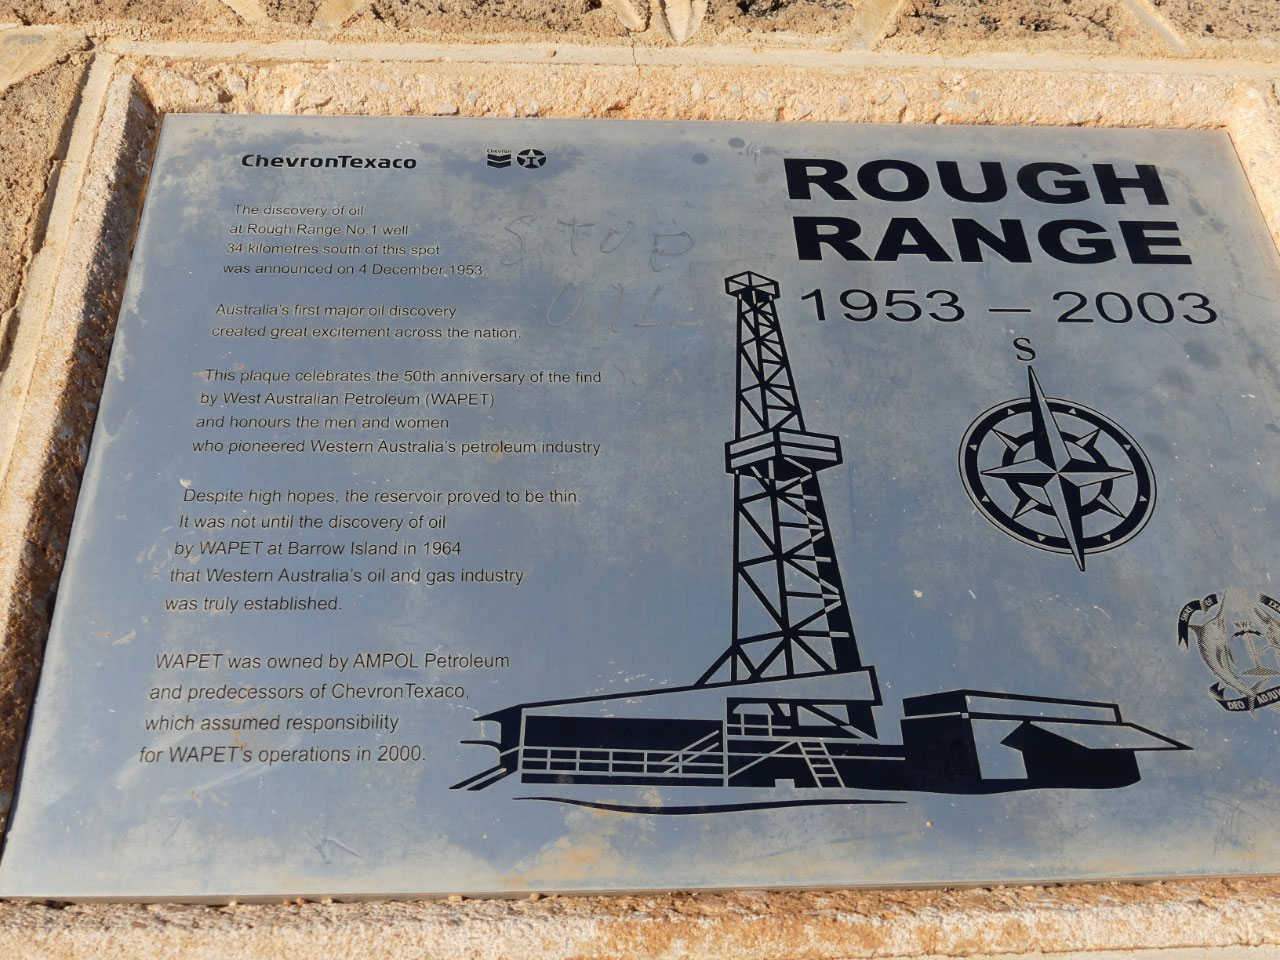 ChevronTexaco
Chevron
T
ROUGH
RANGE
1953 – 2003
S
The discovery of oil
at Rough Range No.1 well
34 kilometres south of this spot
was announced on 4 December 1953
Australia's first major oil discovery
created great excitement across the nation.
This plaque celebrates the 50th anniversary of the find
by West Australian Petroleum (WAPET)
and honours the men and women
who pioneered Western Australia's petroleum industry.
Despite high hopes, the reservoir proved to be thin.
It was not until the discovery of oil
by WAPET at Barrow Island in 1964
that Western Australia's oil and gas industry
was truly established.
WAPET was owned by AMPOL Petroleum
and predecessors of ChevronTexaco,
which assumed responsibility
for WAPET's operations in 2000.
STOP
OIL
SHIRE OF
NWC
DEO